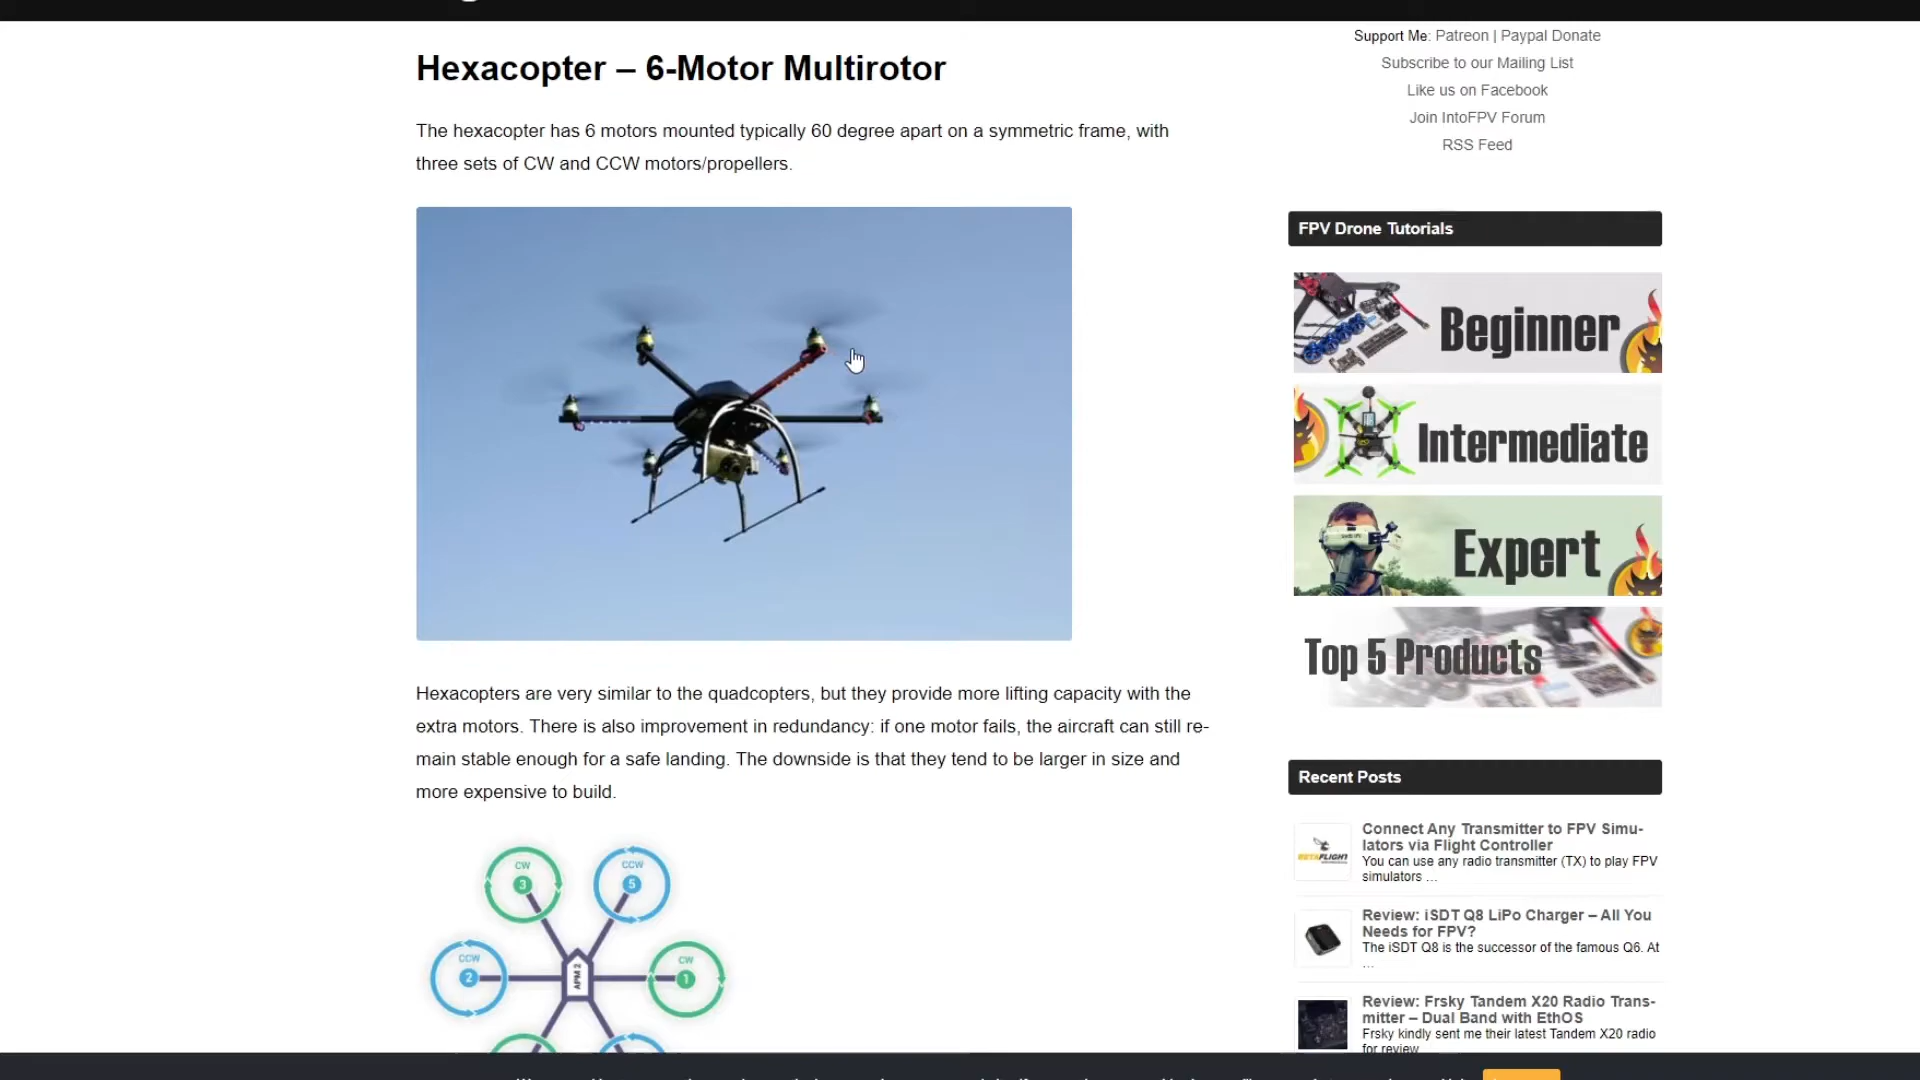 Hexacopter – 6-Motor Multirotor
The hexacopter has 6 motors mounted typically 60 degree apart on a symmetric frame, with
three sets of CW and CCW motors/propellers.
Hexacopters are very similar to the quadcopters, but they provide more lifting capacity with the
extra motors. There is also improvement in redundancy: if one motor fails, the aircraft can still re-
main stable enough for a safe landing. The downside is that they tend to be larger in size and
more expensive to build.
CW
3
CCW
5
CCW
2
APM 2
CW
1
Support Me: Patreon | Paypal Donate
Subscribe to our Mailing List
Like us on Facebook
Join IntoFPV Forum
RSS Feed
FPV Drone Tutorials
Beginner
Intermediate
Expert
Top 5 Products
Recent Posts
Connect Any Transmitter to FPV Simu-
lators via Flight Controller
You can use any radio transmitter (TX) to play FPV
simulators …
BETAFLIGHT
Review: iSDT Q8 LiPo Charger – All You
Needs for FPV?
The iSDT Q8 is the successor of the famous Q6. At
…
Review: Frsky Tandem X20 Radio Trans-
mitter – Dual Band with EthOS
Frsky kindly sent me their latest Tandem X20 radio
for review